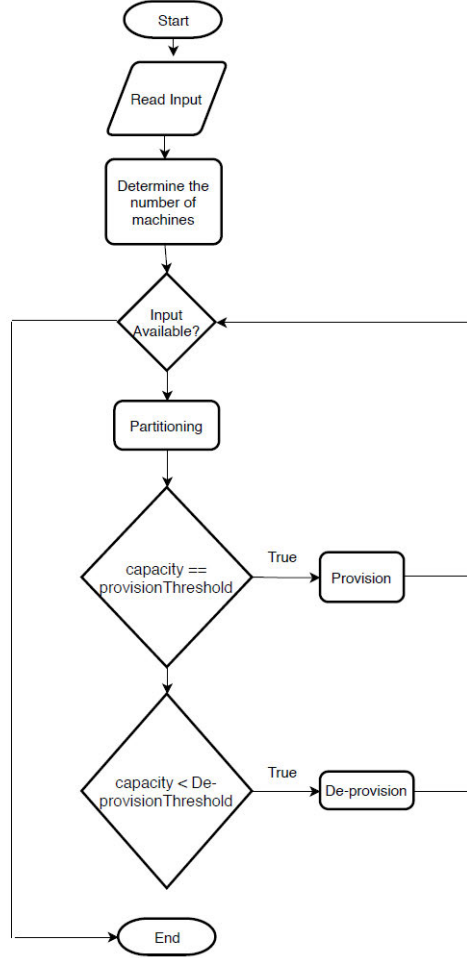 Start
Read Input
Determine the
number of
machines
Input
Available?
Partitioning
capacity ==
provisionThreshold
True
Provision
capacity < De-
provisionThreshold
True
De-provision
End